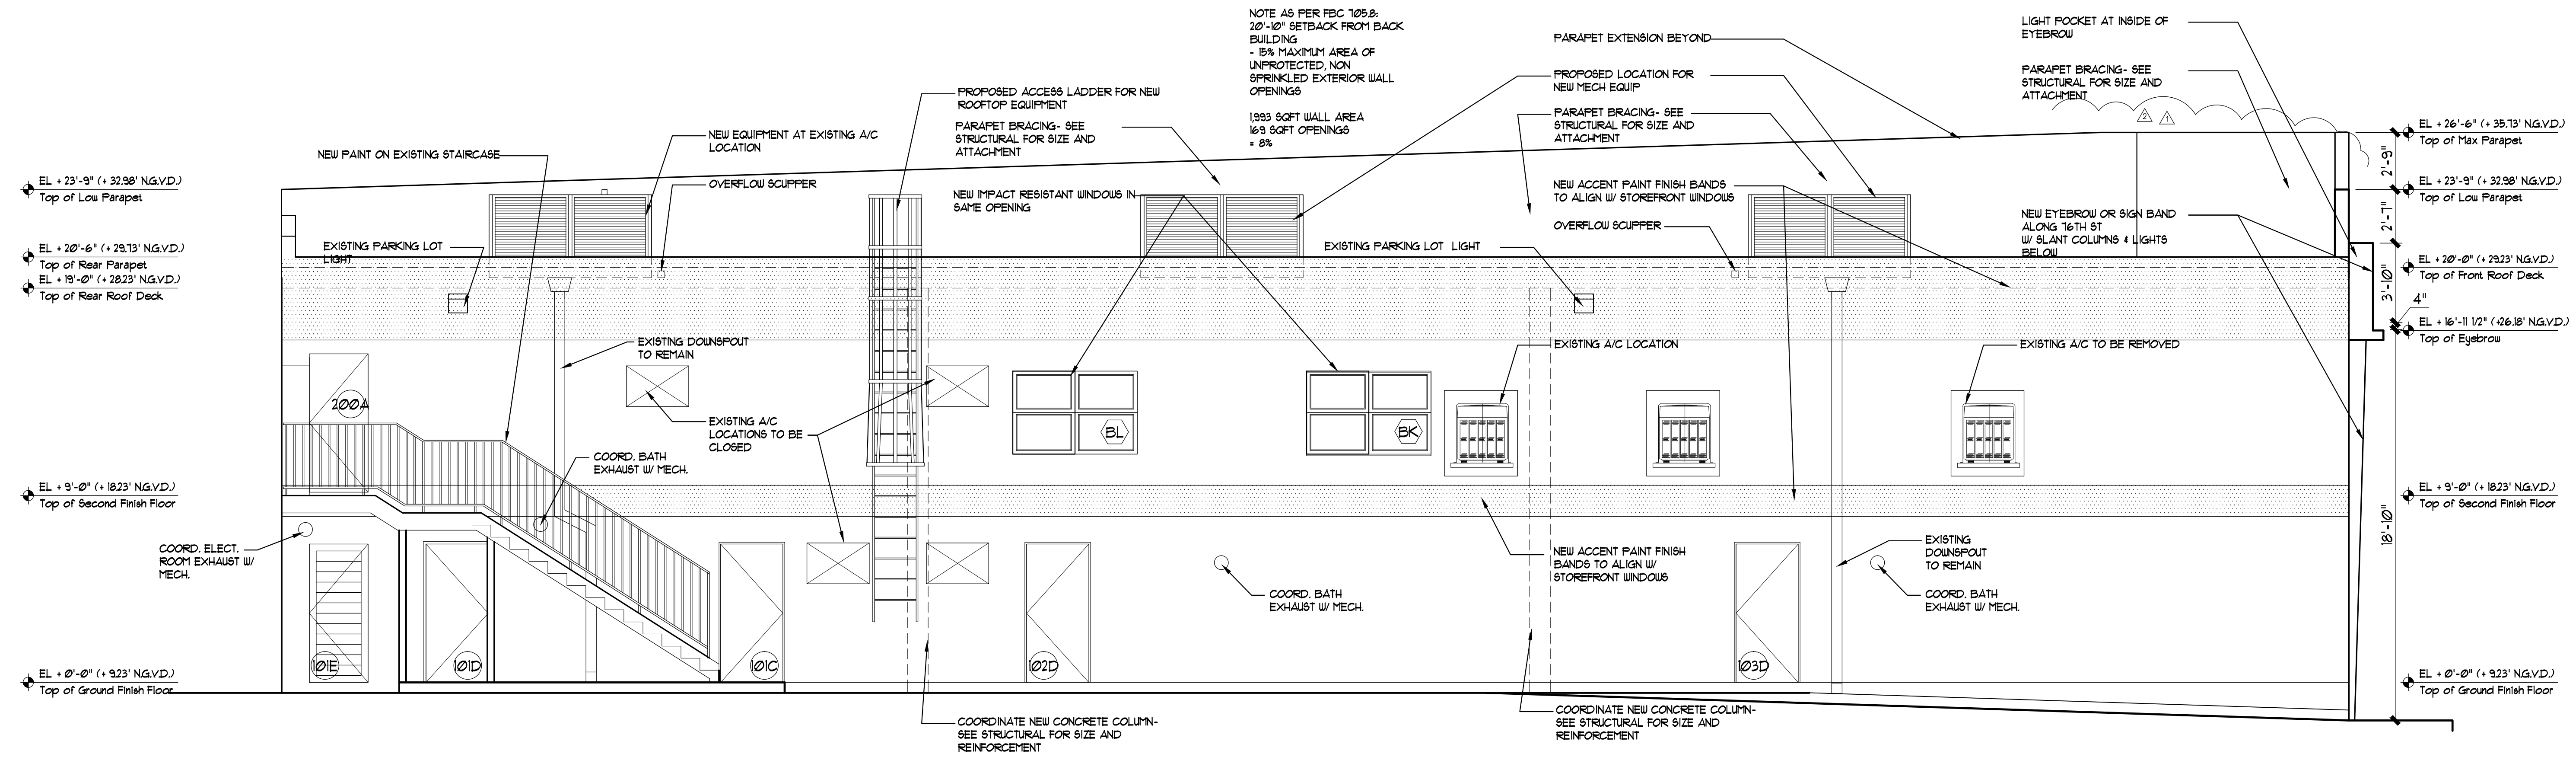 NOTE AS PER FBC 705.8:
20'-10" SETBACK FROM BACK
BUILDING
- 15% MAXIMUM AREA OF
UNPROTECTED, NON
SPRINKLED EXTERIOR WALL
OPENINGS
1,993 SQFT WALL AREA
169 SQFT OPENINGS
= 8%
LIGHT POCKET AT INSIDE OF
EYEBROW
PARAPET EXTENSION BEYOND
PROPOSED LOCATION FOR
NEW MECH EQUIP
PARAPET BRACING- SEE
STRUCTURAL FOR SIZE AND
ATTACHMENT
PROPOSED ACCESS LADDER FOR NEW
ROOFTOP EQUIPMENT
PARAPET BRACING- SEE
STRUCTURAL FOR SIZE AND
ATTACHMENT
PARAPET BRACING- SEE
STRUCTURAL FOR SIZE AND
ATTACHMENT
2
1
NEW EQUIPMENT AT EXISTING A/C
LOCATION
NEW PAINT ON EXISTING STAIRCASE
OVERFLOW SCUPPER
NEW IMPACT RESISTANT WINDOWS IN
SAME OPENING
NEW ACCENT PAINT FINISH BANDS
TO ALIGN W/ STOREFRONT WINDOWS
OVERFLOW SCUPPER
NEW EYEBROW OR SIGN BAND
ALONG 76TH ST
W/ SLANT COLUMNS & LIGHTS
BELOW
EXISTING PARKING LOT
LIGHT
EXISTING PARKING LOT LIGHT
EL + 23'-9" (+ 32.98' N.G.V.D.)
Top of Low Parapet
EL + 20'-6" (+ 29.73' N.G.V.D.)
Top of Rear Parapet
EL + 19'-0" (+ 28.23' N.G.V.D.)
Top of Rear Roof Deck
EL + 9'-0" (+ 18.23' N.G.V.D.)
Top of Second Finish Floor
EL + 0'-0" (+ 9.23' N.G.V.D.)
Top of Ground Finish Floor
EL + 26'-6" (+ 35.73' N.G.V.D.)
Top of Max Parapet
2'-9"
EL + 23'-9" (+ 32.98' N.G.V.D.)
Top of Low Parapet
2'-7"
EL + 20'-0" (+ 29.23' N.G.V.D.)
Top of Front Roof Deck
3'-10"
4"
EL + 16'-11 1/2" (+26.18' N.G.V.D.)
Top of Eyebrow
EL + 9'-0" (+ 18.23' N.G.V.D.)
Top of Second Finish Floor
18'-10"
EL + 0'-0" (+ 9.23' N.G.V.D.)
Top of Ground Finish Floor
EXISTING DOWNSPOUT
TO REMAIN
EXISTING A/C LOCATION
EXISTING A/C TO BE REMOVED
200A
EXISTING A/C
LOCATIONS TO BE
CLOSED
BL
BK
COORD. BATH
EXHAUST W/ MECH.
COORD. ELECT.
ROOM EXHAUST W/
MECH.
NEW ACCENT PAINT FINISH
BANDS TO ALIGN W/
STOREFRONT WINDOWS
EXISTING
DOWNSPOUT
TO REMAIN
COORD. BATH
EXHAUST W/ MECH.
COORD. BATH
EXHAUST W/ MECH.
101E
101D
101C
102D
103D
COORDINATE NEW CONCRETE COLUMN-
SEE STRUCTURAL FOR SIZE AND
REINFORCEMENT
COORDINATE NEW CONCRETE COLUMN-
SEE STRUCTURAL FOR SIZE AND
REINFORCEMENT